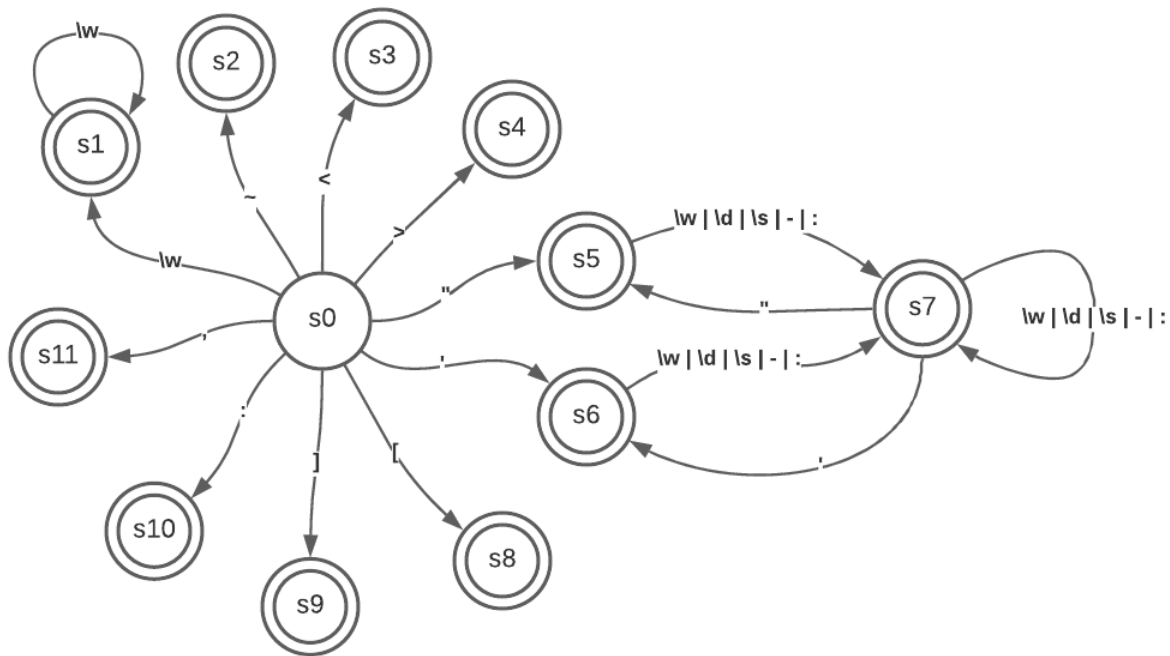 \w
s2
s3
s4
s1
~
<
>
\w
\w | \d | \s | - | :
s5
"
s0
s7
"
\w | \d | \s | - | :
,
s11
'
\w | \d | \s | - | :
s6
:
]
[
'
s10
s8
s9